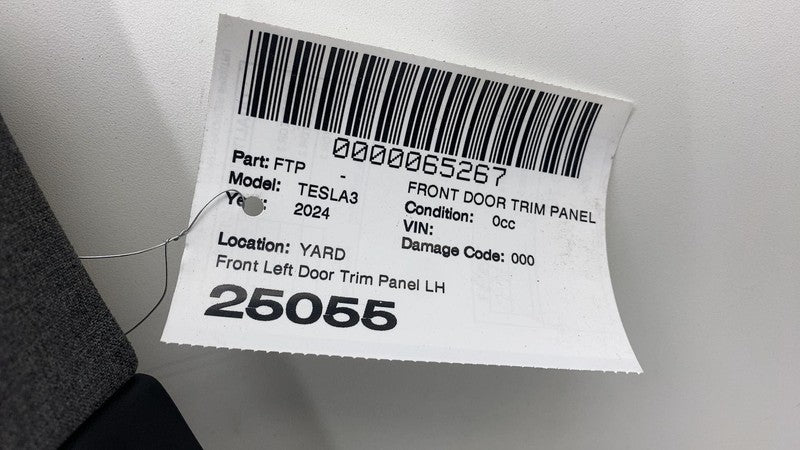 0000065267
Part: FTP - FRONT DOOR TRIM PANEL
Model: TESLA3 Condition: 0cc
Ye : 2024 VIN:
Damage Code: 000
Location: YARD
Front Left Door Trim Panel LH
25055